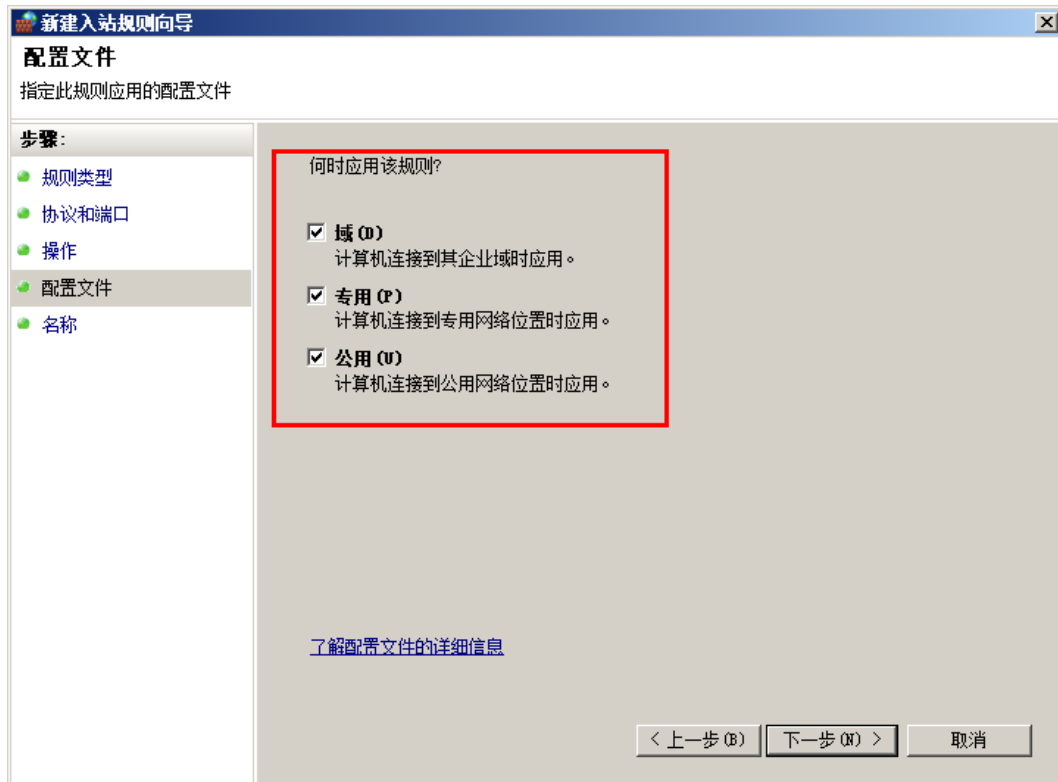 新建入站规则向导
配置文件
指定此规则应用的配置文件
步骤:
规则类型
协议和端口
操作
配置文件
名称
何时应用该规则?
域(D)
计算机连接到其企业域时应用。
专用(P)
计算机连接到专用网络位置时应用。
公用(U)
计算机连接到公用网络位置时应用。
了解配置文件的详细信息
< 上一步(B) 下一步(N) > 取消